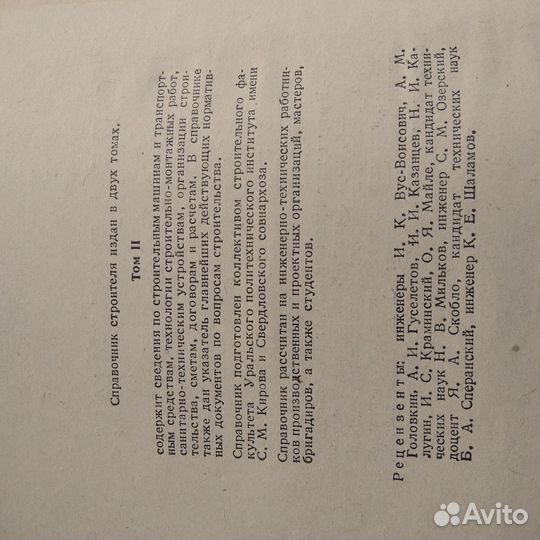 Справочник строителя издан в двух томах.
Том II
содержит сведения по строительным машинам и транспорт-
ным средствам, технологии строительно-монтажных работ,
санитарно-техническим устройствам, организации строи-
тельства, сметам, договорам и расчетам. В справочнике
также дан указатель главнейших действующих норматив-
ных документов по вопросам строительства.
Справочник подготовлен коллективом строительного фа-
культета Уральского политехнического института имени
С. М. Кирова и Свердловского совнархоза.
Справочник рассчитан на инженерно-технических работни-
ков производственных и проектных организаций, мастеров,
бригадиров, а также студентов.
Рецензенты: инженеры И. К. Вус-Воисович, А. М.
Головкин, А. И. Гусслетов, И. И. Казанцев, Н. И. Ка-
лугин, И. С. Краминский, О. Я. Майле, кандидат техни-
ческих наук Н. В. Мильков, инженер С. М. Озерский,
доцент Я. А. Скобло, кандидат технических наук
Б. А. Сперанский, инженер К. Е. Шаламов.
Avito